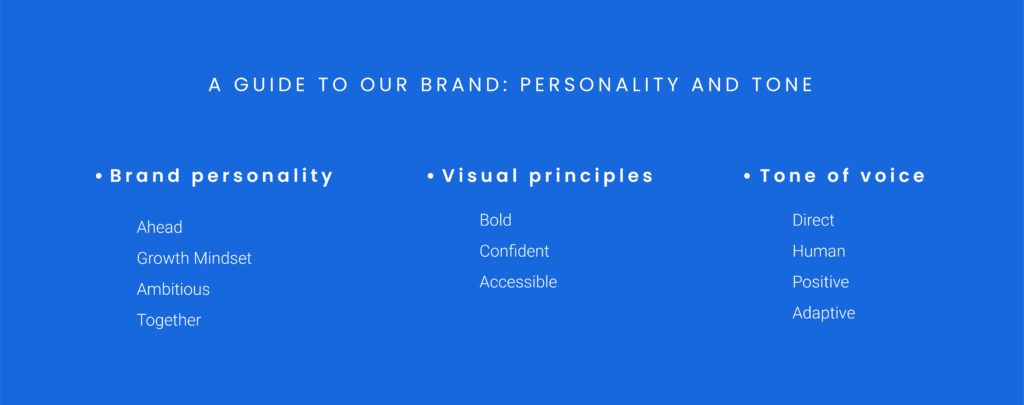 A GUIDE TO OUR BRAND: PERSONALITY AND TONE
• Brand personality
Ahead
Growth Mindset
Ambitious
Together
• Visual principles
Bold
Confident
Accessible
• Tone of voice
Direct
Human
Positive
Adaptive